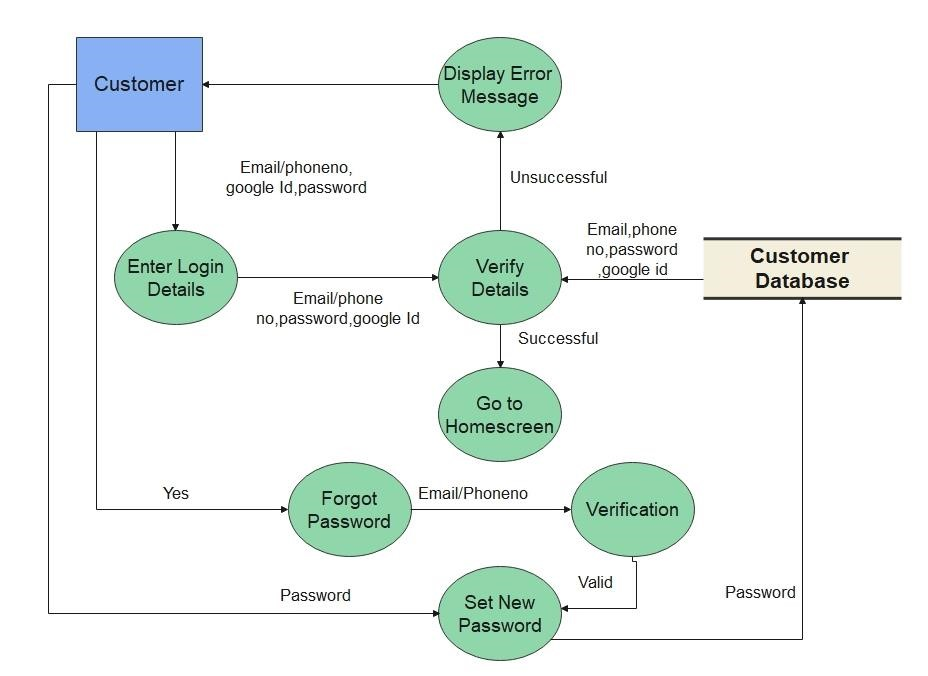 Display Error
Message
Customer
Email/phoneno,
google Id,password
Unsuccessful
Email,phone
no,password
,google id
Customer
Database
Enter Login
Details
Verify
Details
Email/phone
no,password,google Id
Successful
Go to
Homescreen
Yes
Forgot
Password
Email/Phoneno
Verification
Valid
Password
Set New
Password
Password